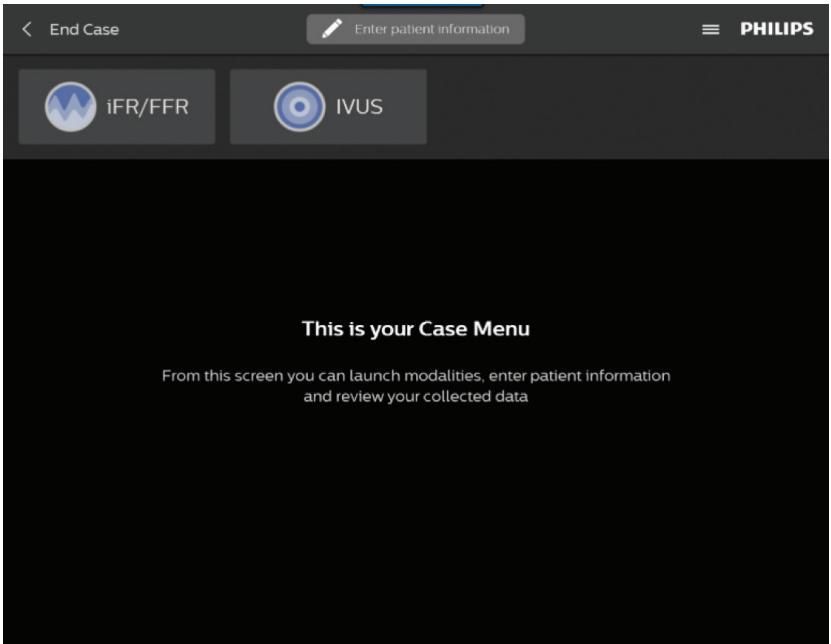 End Case
Enter patient information
PHILIPS
iFR/FFR
IVUS
This is your Case Menu
From this screen you can launch modalities, enter patient information
and review your collected data